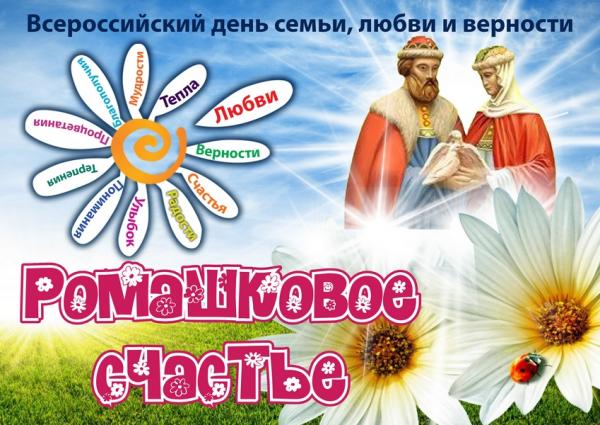 Всероссийский день семьи, любви и верности
Мудрости
Тепла
Любви
Верности
Счастья
Радости
Улыбок
Понимания
Терпения
Процветания
Благополучия
Ромашковое
счастье